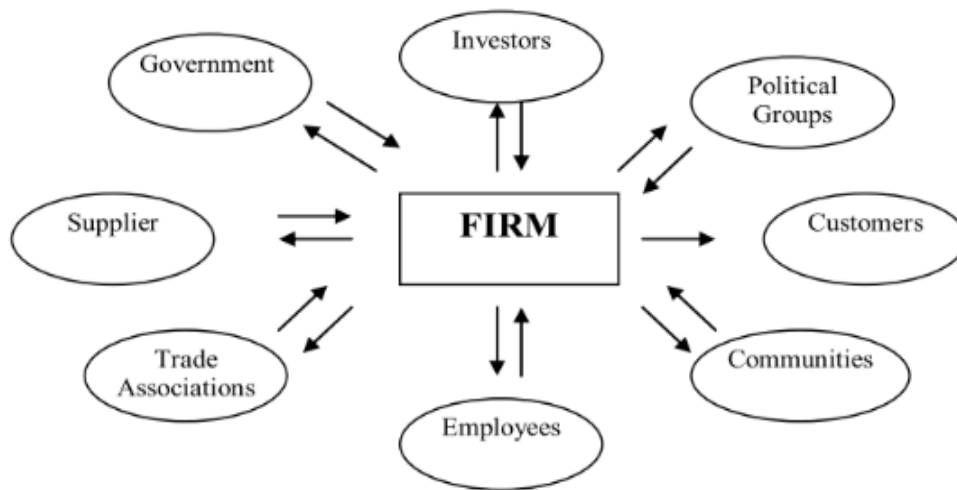 Investors
Government
Political
Groups
Supplier
FIRM
Customers
Trade
Associations
Communities
Employees